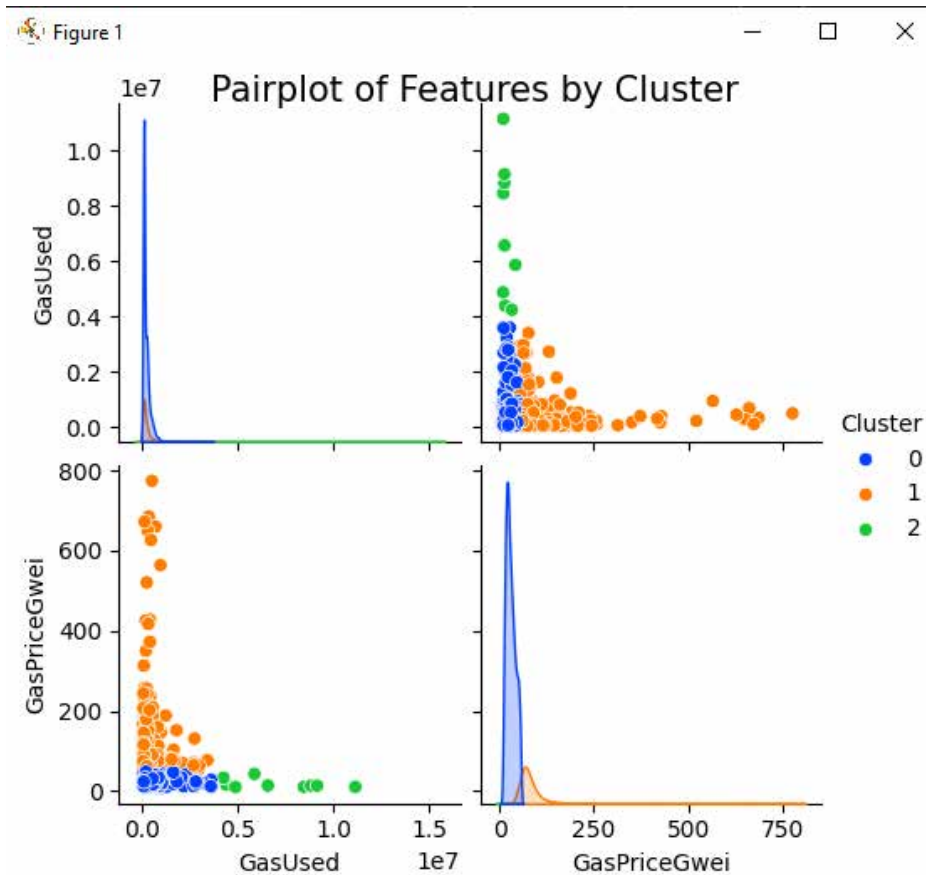 Figure 1
1e7
Pairplot of Features by Cluster
1.0
0.8
0.6
0.4
0.2
0.0
GasUsed
Cluster
0
1
2
800
600
400
200
0
GasPriceGwei
0.0 0.5 1.0 1.5
1e7
GasUsed
0 250 500 750
GasPriceGwei